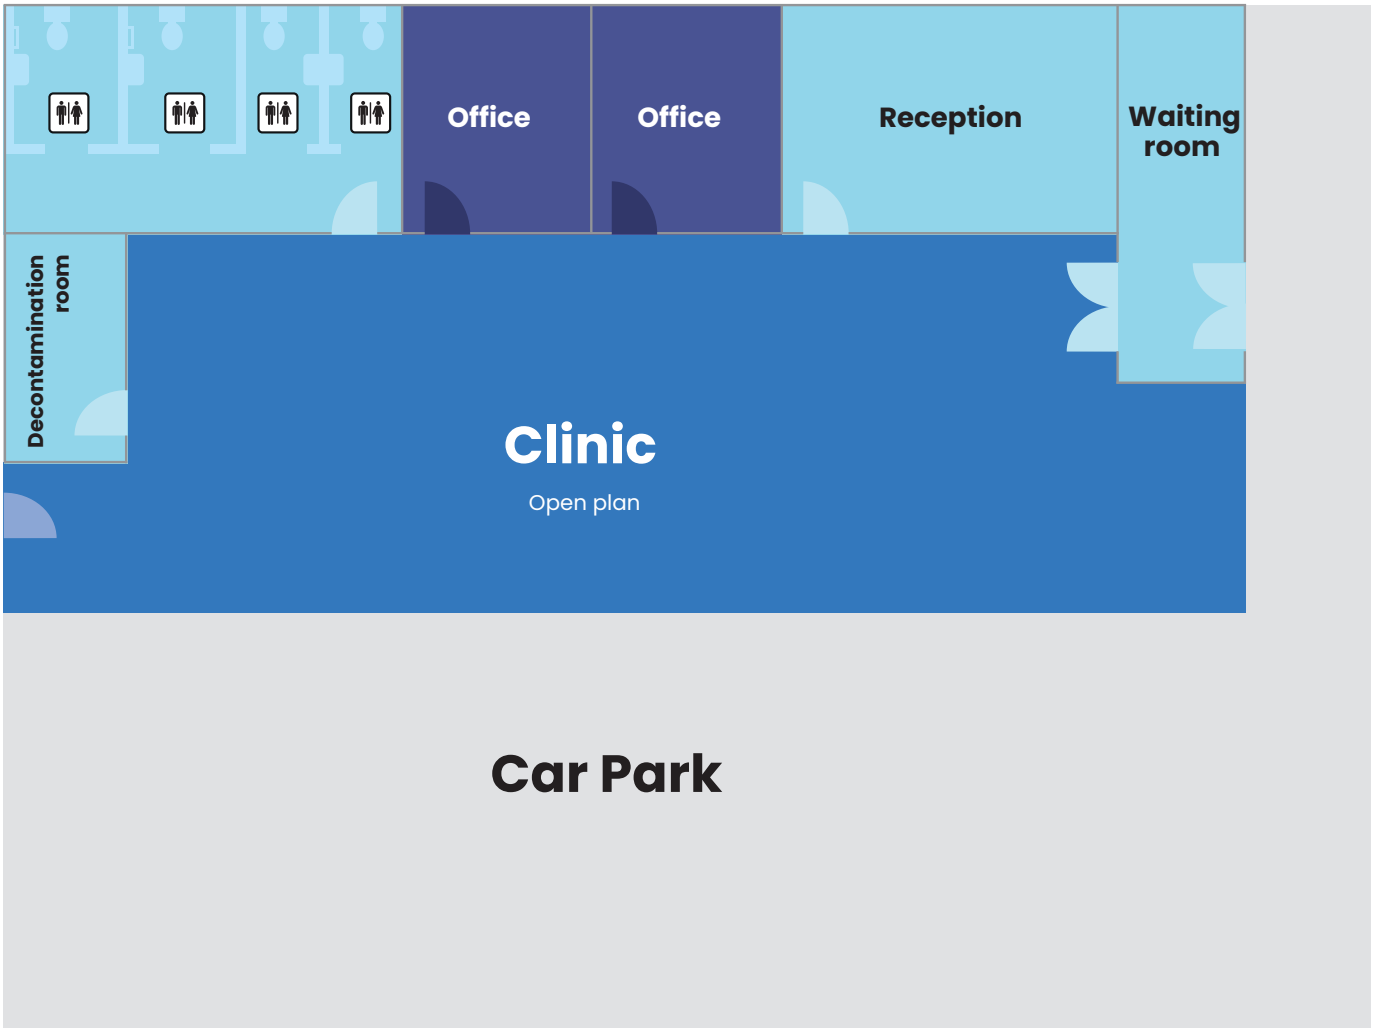 Office
Office
Reception
Waiting
room
Decontamination
room
Clinic
Open plan
Car Park